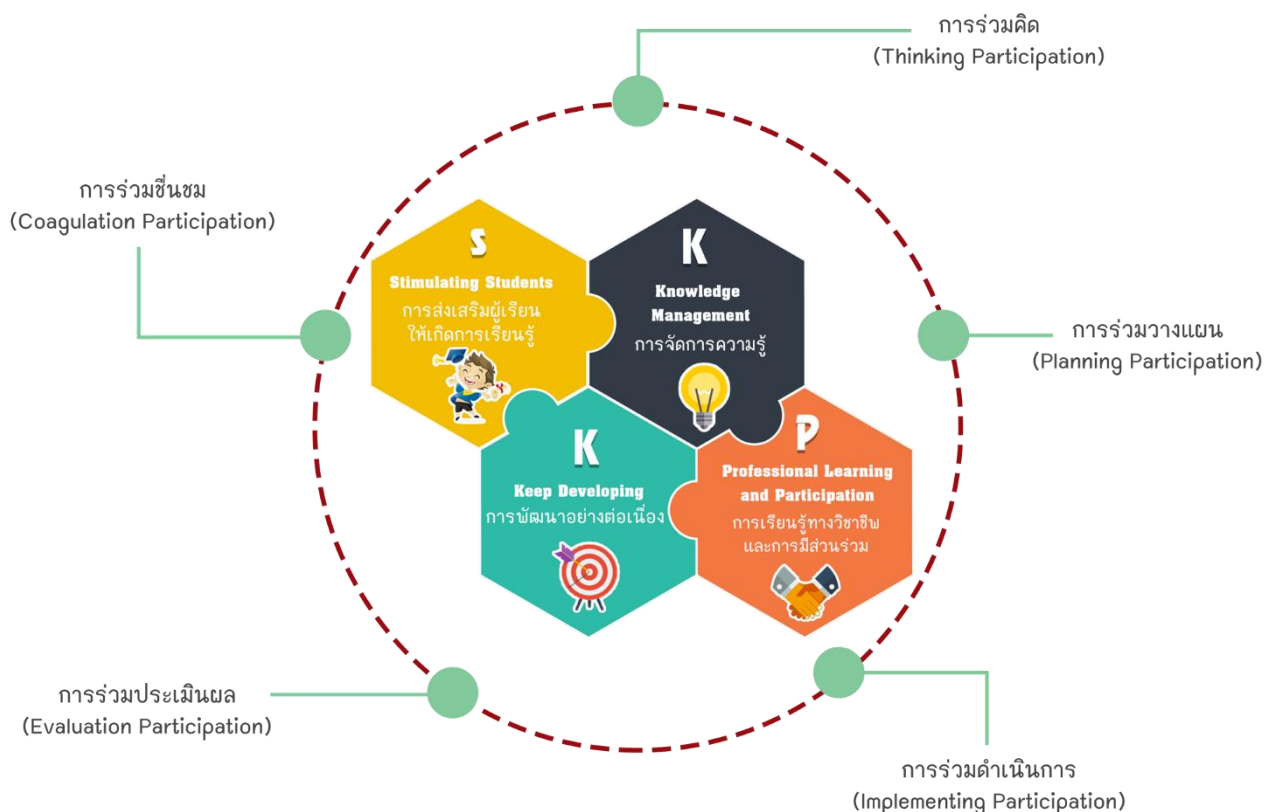 การร่วมคิด
(Thinking Participation)
การร่วมชื่นชม
(Coagulation Participation)
S
Stimulating Students
การส่งเสริมผู้เรียน
ให้เกิดการเรียนรู้
K
Knowledge
Management
การจัดการความรู้
การร่วมวางแผน
(Planning Participation)
K
Keep Developing
การพัฒนาอย่างต่อเนื่อง
P
Professional Learning
and Participation
การเรียนรู้ทางวิชาชีพ
และการมีส่วนร่วม
การร่วมประเมินผล
(Evaluation Participation)
การร่วมดำเนินการ
(Implementing Participation)